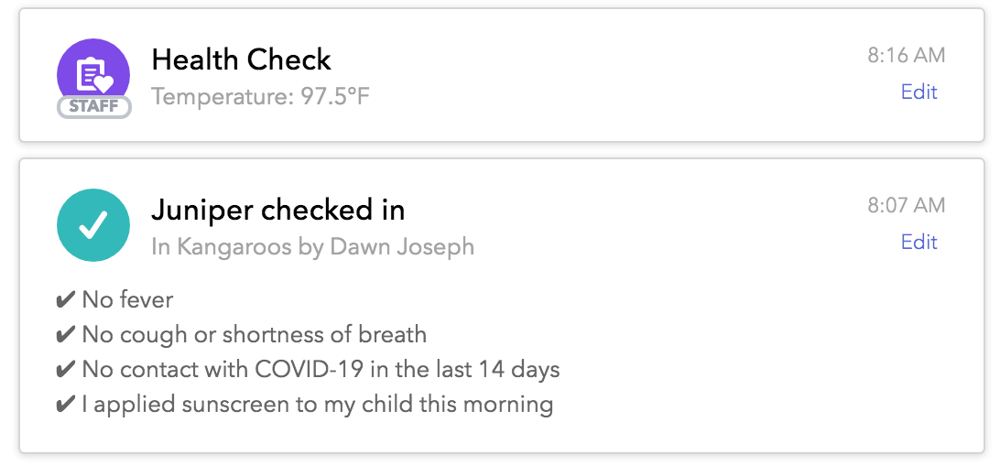 Health Check
8:16 AM
Temperature: 97.5°F
Edit
STAFF
Juniper checked in
8:07 AM
In Kangaroos by Dawn Joseph
Edit
✔ No fever
✔ No cough or shortness of breath
✔ No contact with COVID-19 in the last 14 days
✔ I applied sunscreen to my child this morning